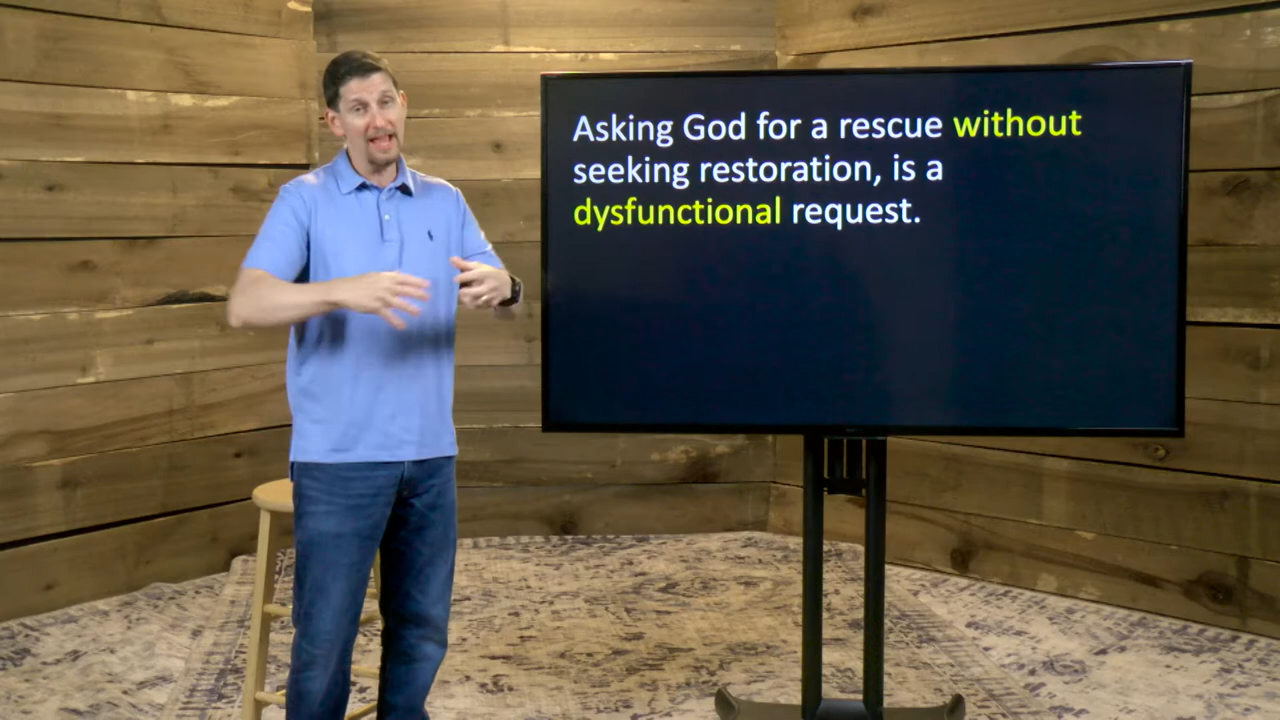 Asking God for a rescue without
seeking restoration, is a
dysfunctional request.